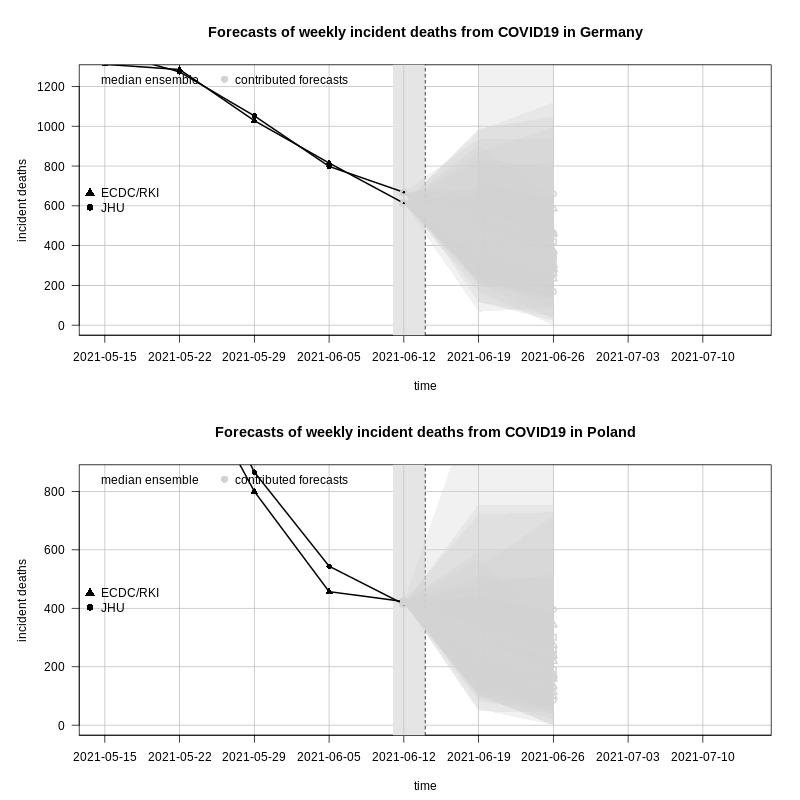 Forecasts of weekly incident deaths from COVID19 in Germany
median ensemble contributed forecasts
1200
1000
800
600
400
200
0
incident deaths
ECDC/RKI
JHU
2021-05-15 2021-05-22 2021-05-29 2021-06-05 2021-06-12 2021-06-19 2021-06-26 2021-07-03 2021-07-10
time
Forecasts of weekly incident deaths from COVID19 in Poland
median ensemble contributed forecasts
800
600
400
200
0
incident deaths
ECDC/RKI
JHU
2021-05-15 2021-05-22 2021-05-29 2021-06-05 2021-06-12 2021-06-19 2021-06-26 2021-07-03 2021-07-10
time